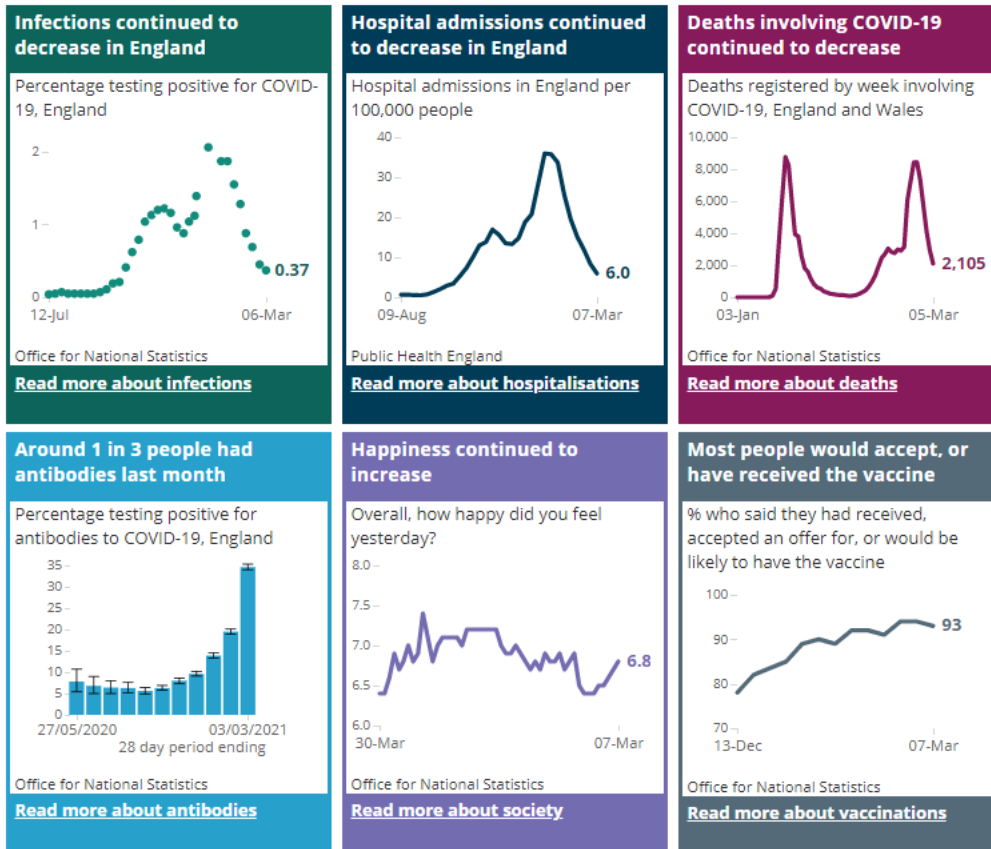 Infections continued to
decrease in England
Percentage testing positive for COVID-
19, England
2
1
0
12-Jul
06-Mar
0.37
Office for National Statistics
Read more about infections
Hospital admissions continued
to decrease in England
Hospital admissions in England per
100,000 people
40
30
20
10
0
09-Aug
07-Mar
6.0
Public Health England
Read more about hospitalisations
Deaths involving COVID-19
continued to decrease
Deaths registered by week involving
COVID-19, England and Wales
10,000
8,000
6,000
4,000
2,000
0
03-Jan
05-Mar
2,105
Office for National Statistics
Read more about deaths
Around 1 in 3 people had
antibodies last month
Percentage testing positive for
antibodies to COVID-19, England
35
30
25
20
15
10
5
0
27/05/2020
03/03/2021
28 day period ending
Office for National Statistics
Read more about antibodies
Happiness continued to
increase
Overall, how happy did you feel
yesterday?
8.0
7.5
7.0
6.5
6.0
30-Mar
07-Mar
6.8
Office for National Statistics
Read more about society
Most people would accept, or
have received the vaccine
% who said they had received,
accepted an offer for, or would be
likely to have the vaccine
100
90
80
70
13-Dec
07-Mar
93
Office for National Statistics
Read more about vaccinations